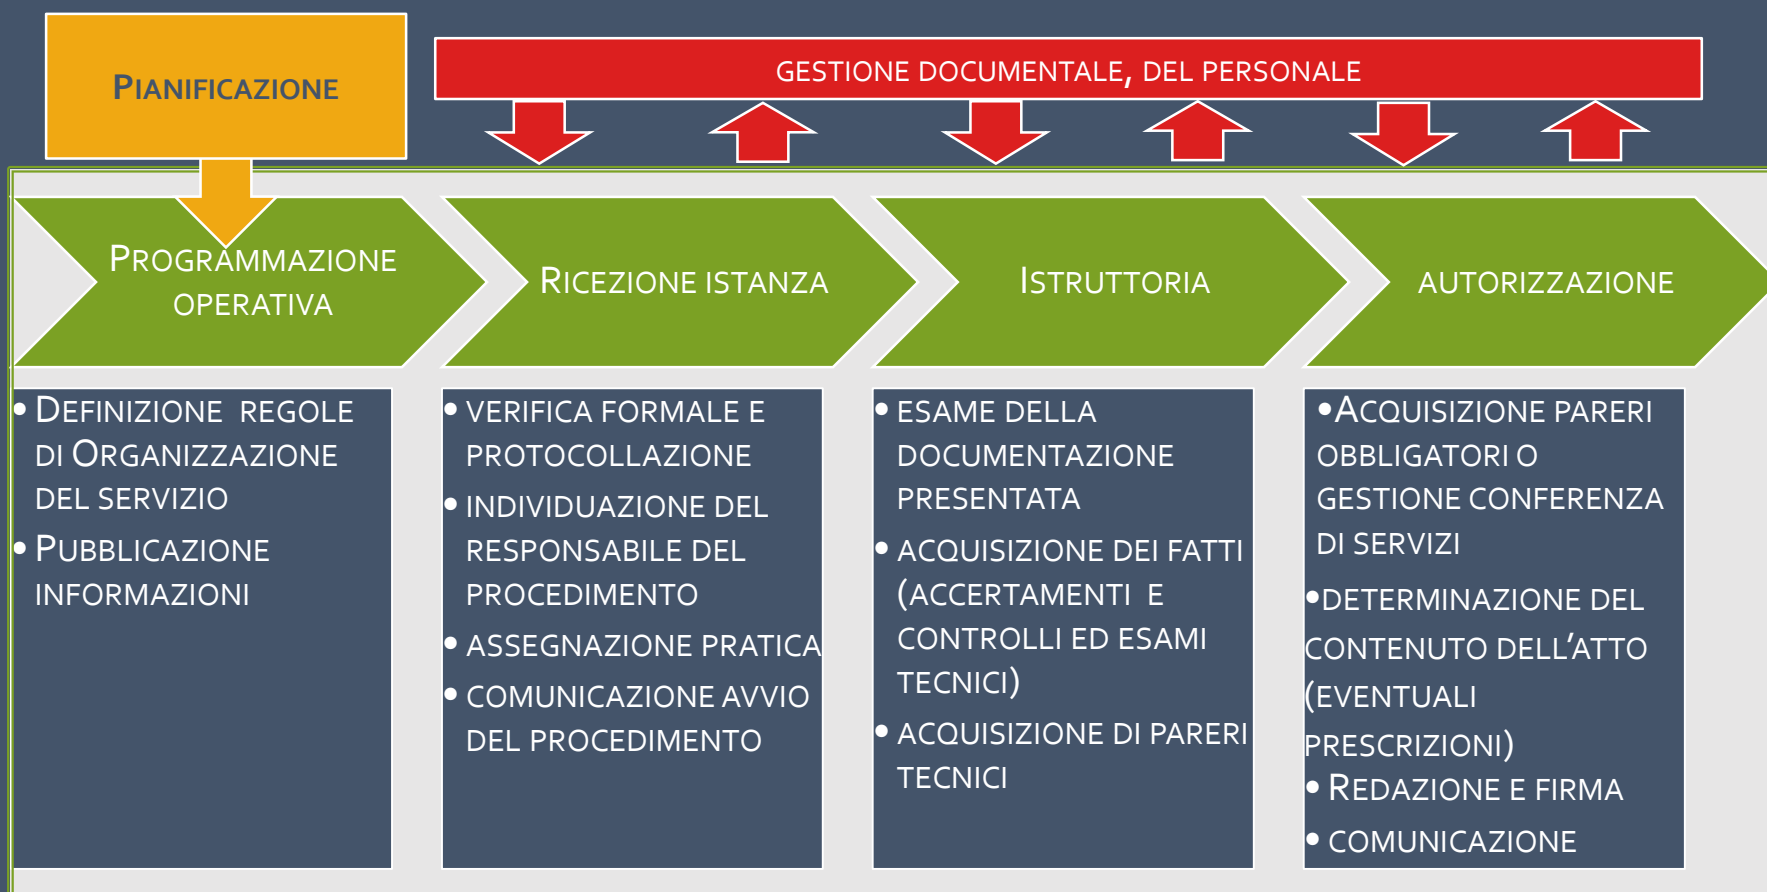 Pianificazione
GESTIONE DOCUMENTALE, DEL PERSONALE
Programmazione
operativa
Ricezione istanza
Istruttoria
autorizzazione
• Definizione regole
di Organizzazione
del servizio
• Pubblicazione
informazioni
• verifica formale e
protocollazione
• individuazione del
responsabile del
procedimento
• assegnazione pratica
• comunicazione avvio
del procedimento
• esame della
documentazione
presentata
• acquisizione dei fatti
(accertamenti e
controlli ed esami
tecnici)
• acquisizione di pareri
tecnici
•Acquisizione pareri
obbligatori o
gestione conferenza
di servizi
•determinazione del
contenuto dell’atto
(eventuali
prescrizioni)
• Redazione e firma
• comunicazione